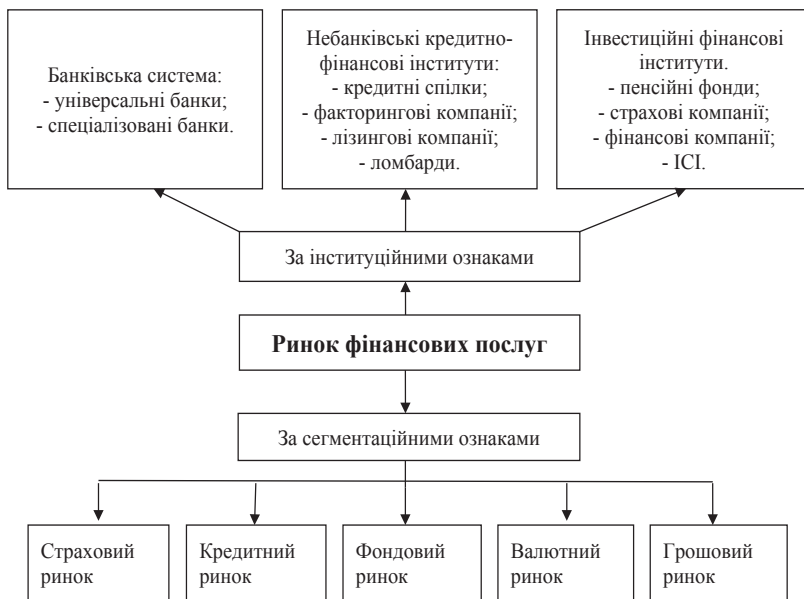 Банківська система:
- універсальні банки;
- спеціалізовані банки.
Небанківські кредитно-
фінансові інститути:
- кредитні спілки;
- факторингові компанії;
- лізингові компанії;
- ломбарди.
Інвестиційні фінансові
інститути.
- пенсійні фонди;
- страхові компанії;
- фінансові компанії;
- ІСІ.
За інституційними ознаками
Ринок фінансових послуг
За сегментаційними ознаками
Страховий
ринок
Кредитний
ринок
Фондовий
ринок
Валютний
ринок
Грошовий
ринок